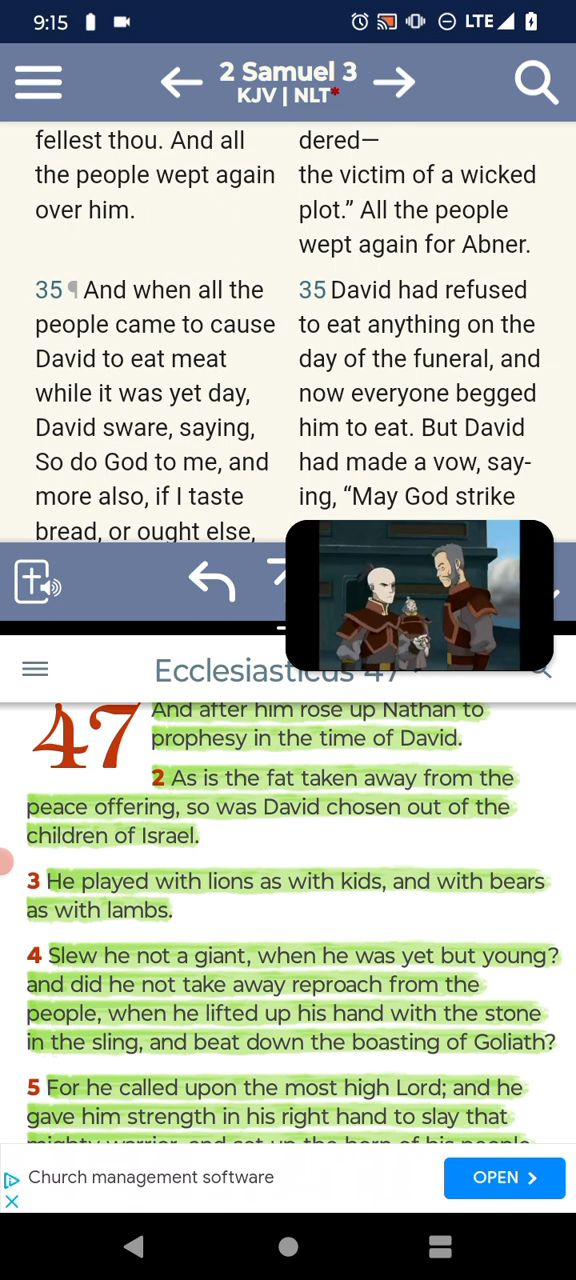 9:15
LTE
2 Samuel 3
KJV | NLT*
fellest thou. And all
the people wept again
over him.
35 ¶ And when all the
people came to cause
David to eat meat
while it was yet day,
David sware, saying,
So do God to me, and
more also, if I taste
bread, or ought else,
dered—
the victim of a wicked
plot.” All the people
wept again for Abner.
35 David had refused
to eat anything on the
day of the funeral, and
now everyone begged
him to eat. But David
had made a vow, say-
ing, “May God strike
Ecclesiasticus 47
47 And after him rose up Nathan to
prophesy in the time of David.
2 As is the fat taken away from the
peace offering, so was David chosen out of the
children of Israel.
3 He played with lions as with kids, and with bears
as with lambs.
4 Slew he not a giant, when he was yet but young?
and did he not take away reproach from the
people, when he lifted up his hand with the stone
in the sling, and beat down the boasting of Goliath?
5 For he called upon the most high Lord; and he
gave him strength in his right hand to slay that
mighty warrior, and set up the horn of his people
Church management software
OPEN